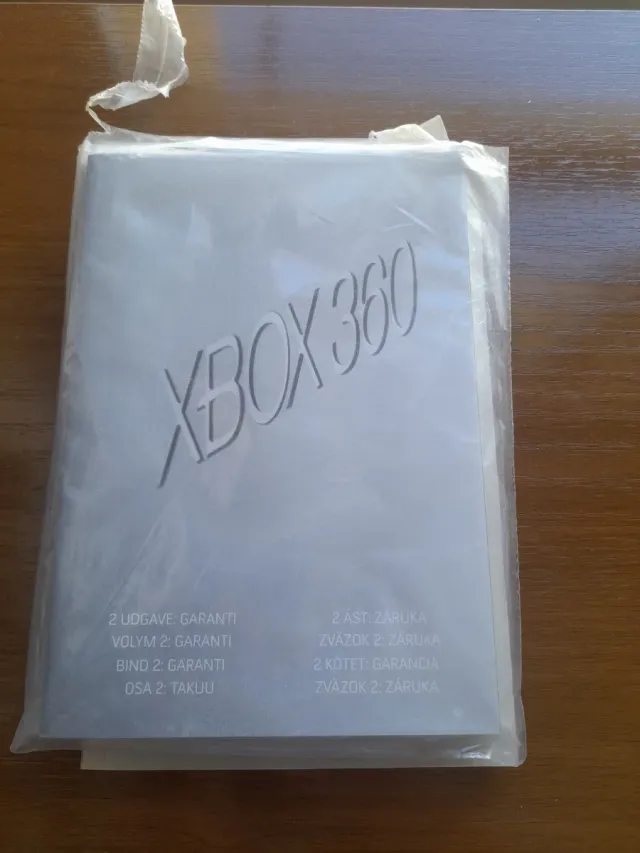 XBOX 360
2 UDGAVE: GARANTI
VOLYM 2: GARANTI
BIND 2: GARANTI
OSA 2: TAKUU
2 ÁST: ZÁRUKA
ZVÄZOK 2: ZÁRUKA
2 KÖTET: GARANCIA
ZVÄZOK 2: ZÁRUKA